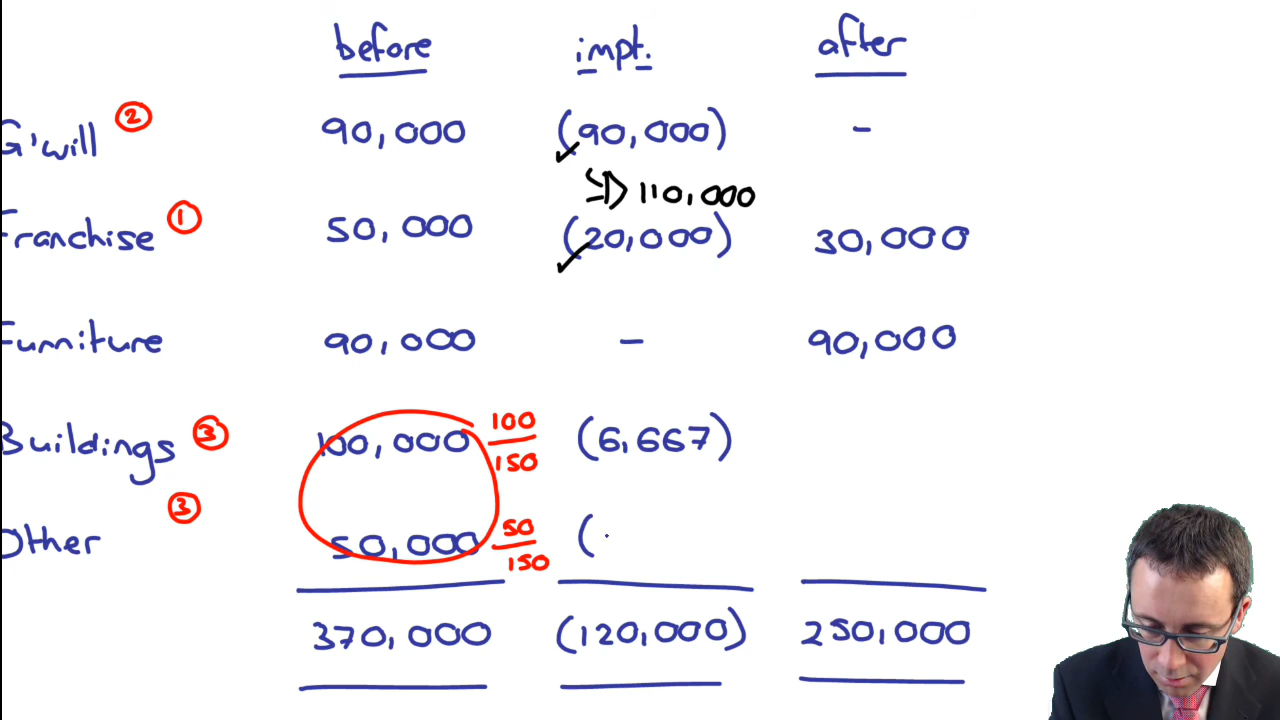 before impt. after
G'will ② 90,000 (90,000) -
110,000
Franchise ① 50,000 (20,000) 30,000
Furniture 90,000 - 90,000
Buildings ③ 100,000 100/150 (6,667)
Other ③ 50,000 50/150 (
370,000 (120,000) 250,000